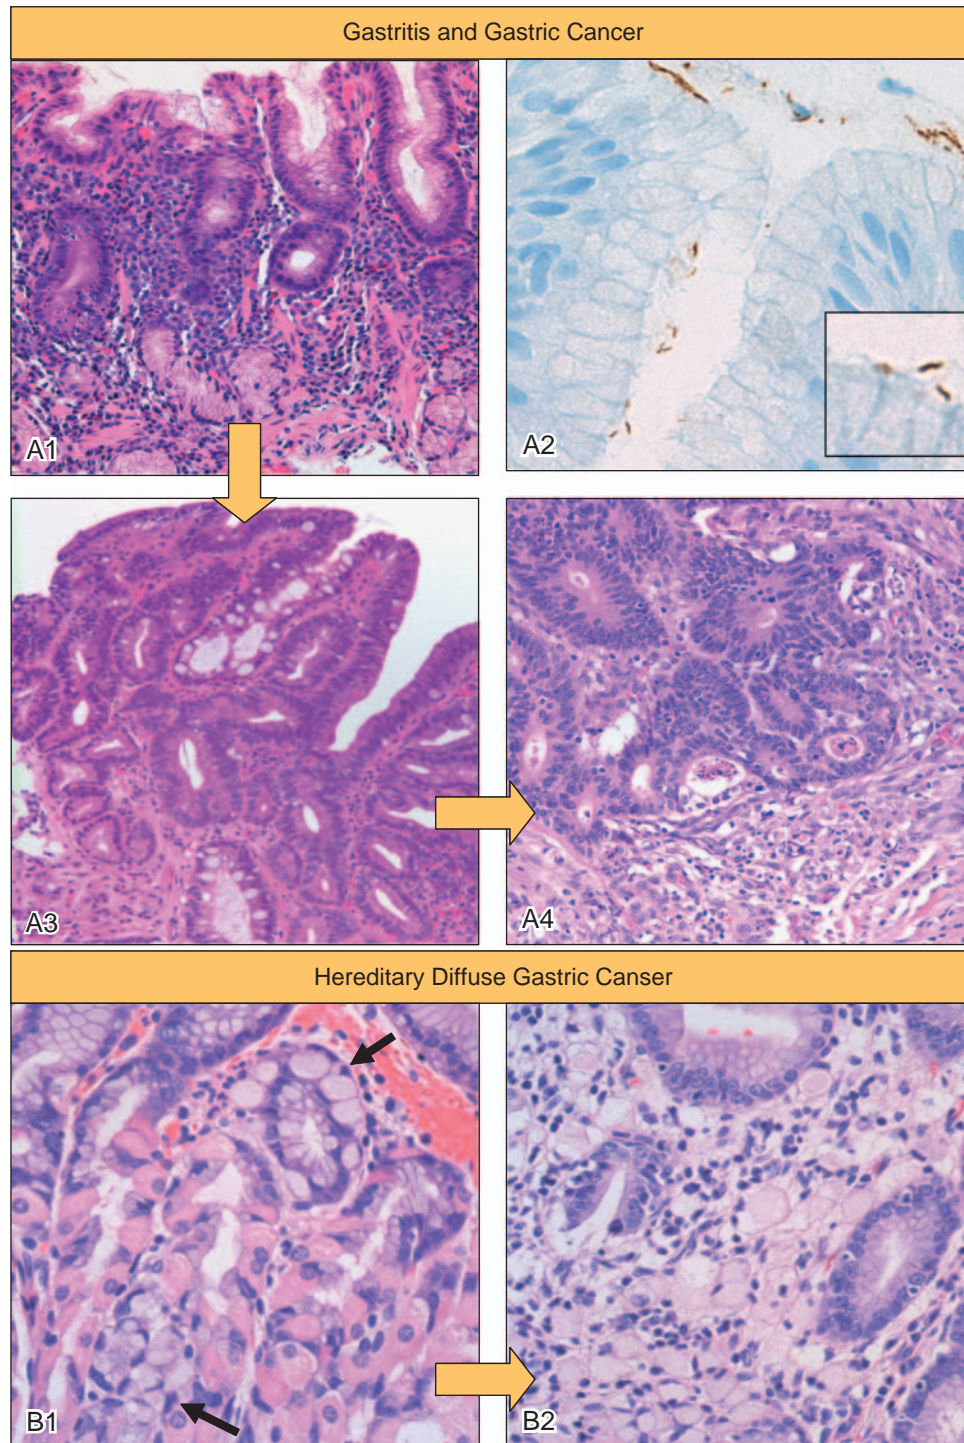 Gastritis and Gastric Cancer
A1
A2
A3
A4
Hereditary Diffuse Gastric Canser
B1
B2